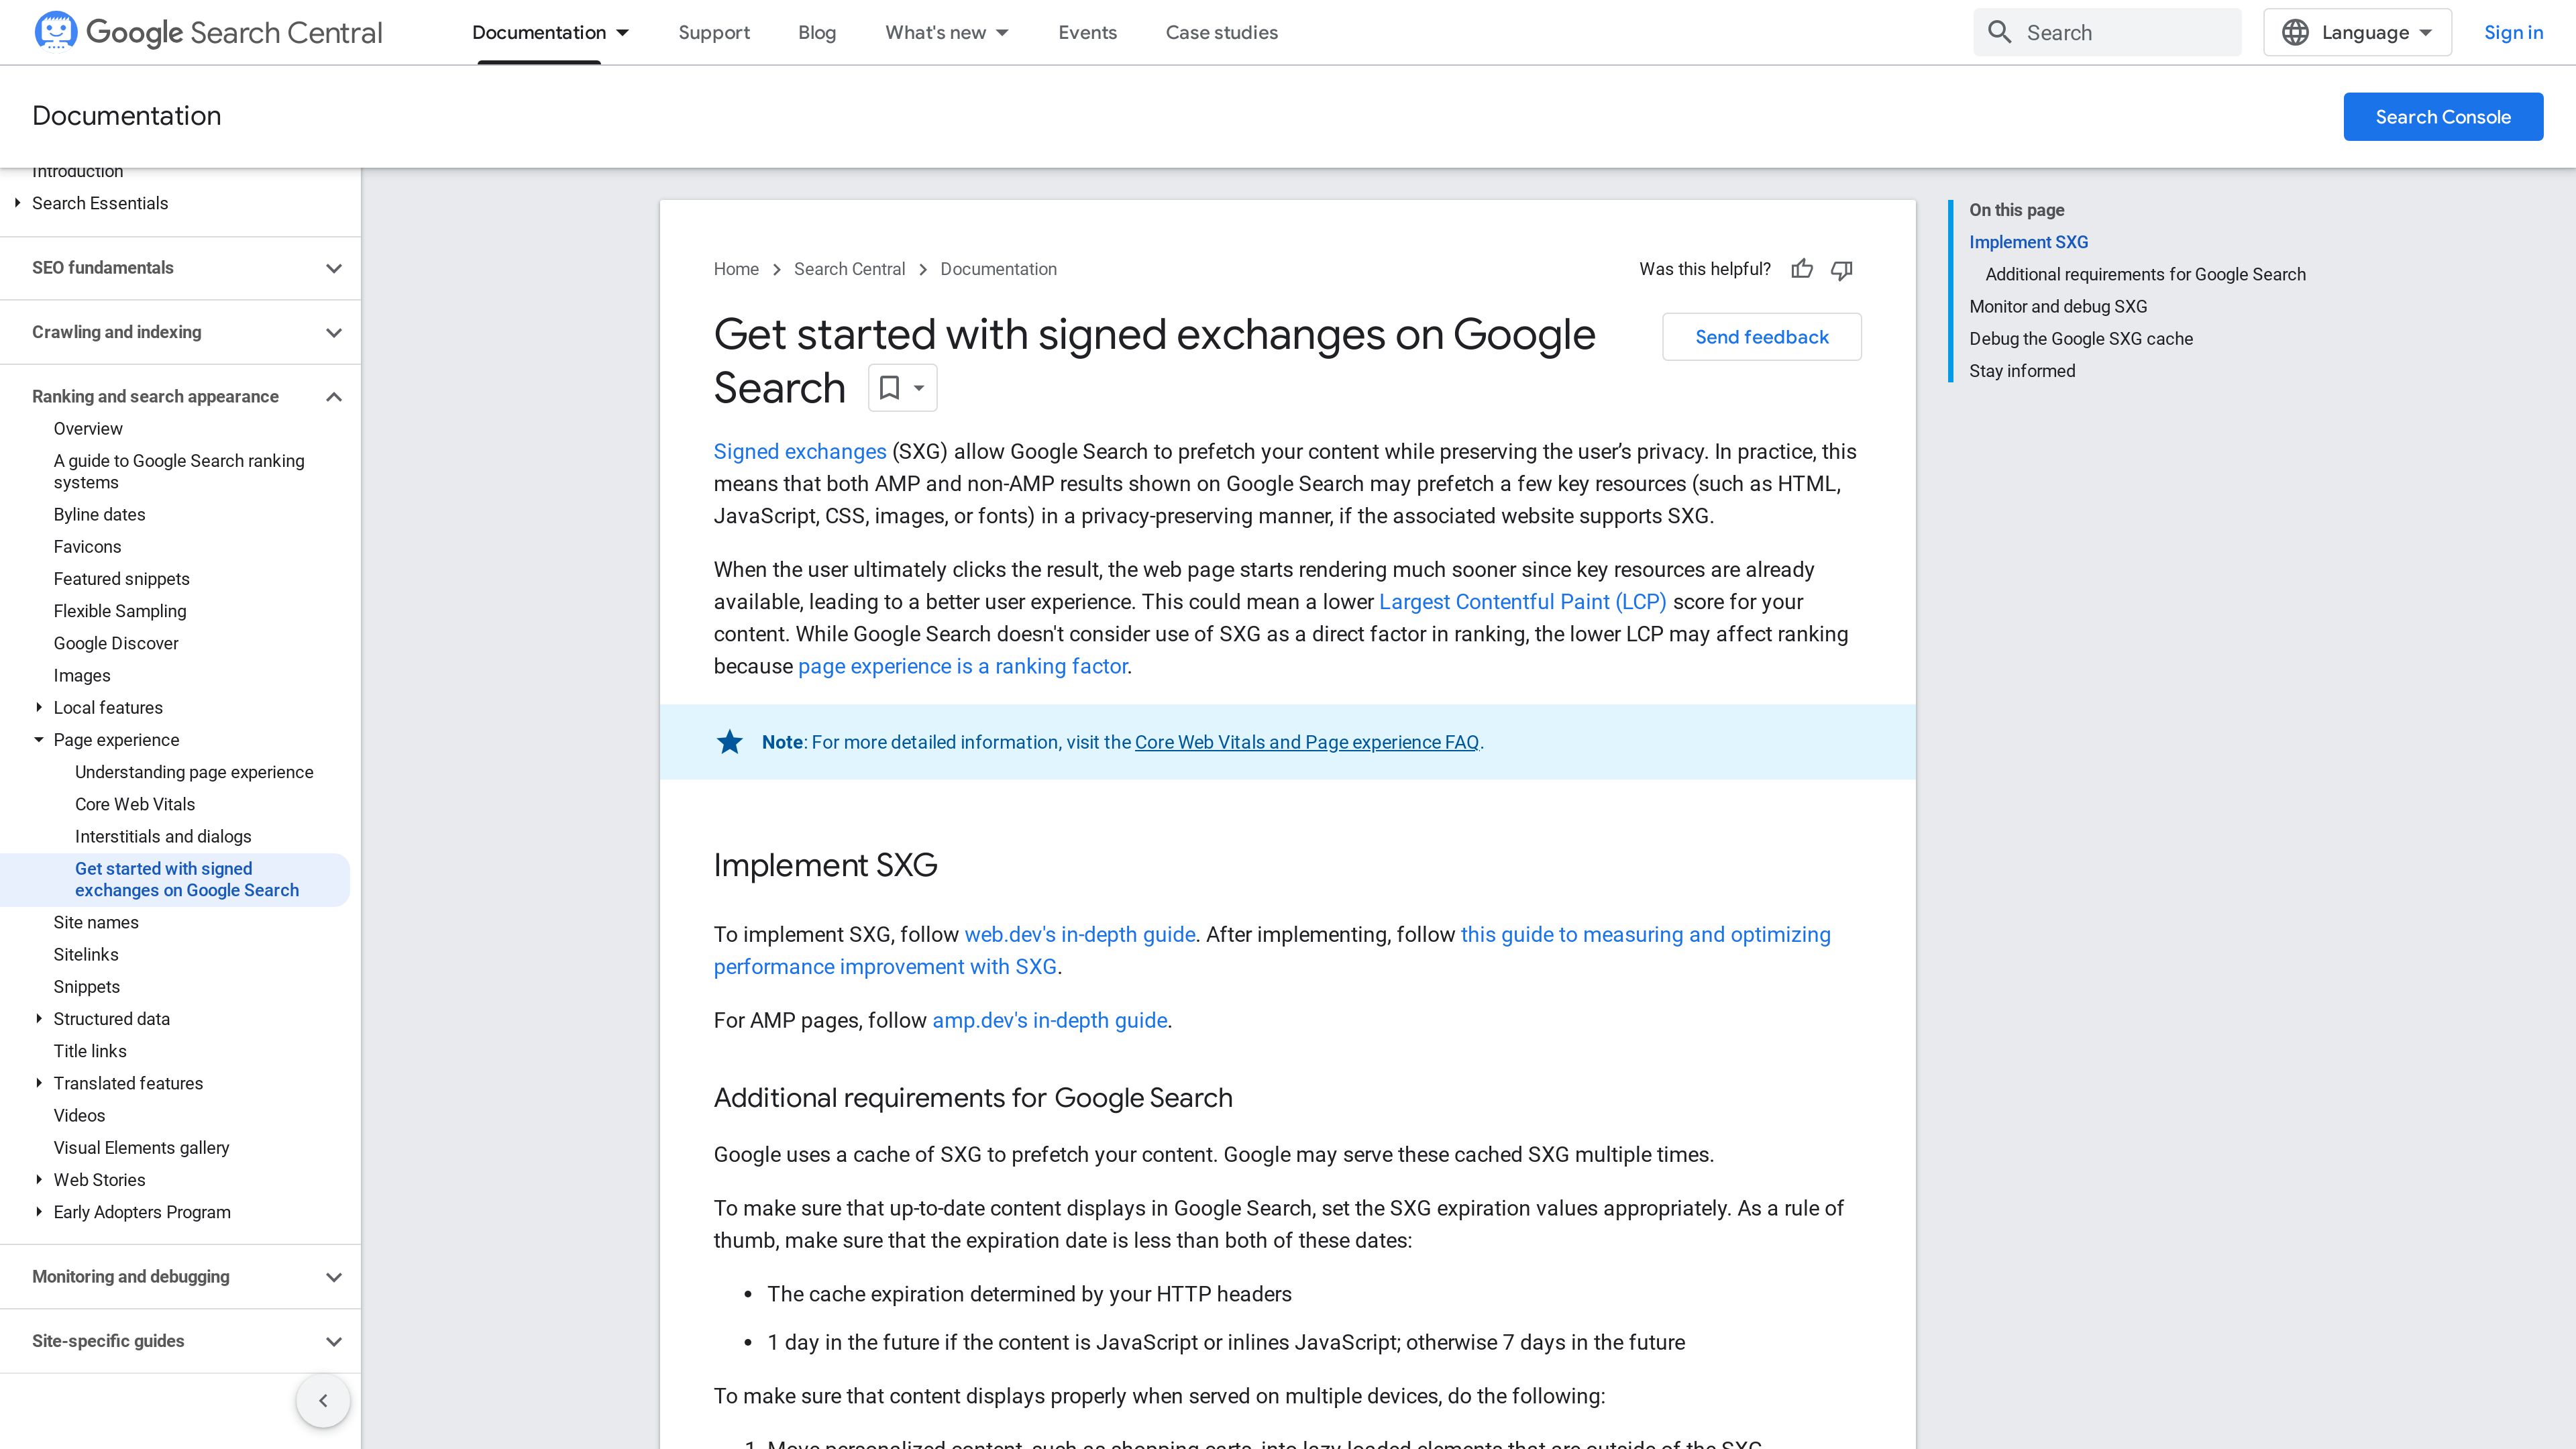 Google Search Central
Documentation
Support
Blog
What's new
Events
Case studies
Search
Language
Sign in
Documentation
Search Console
Introduction
Search Essentials
SEO fundamentals
Crawling and indexing
Ranking and search appearance
Overview
A guide to Google Search ranking
systems
Byline dates
Favicons
Featured snippets
Flexible Sampling
Google Discover
Images
Local features
Page experience
Understanding page experience
Core Web Vitals
Interstitials and dialogs
Get started with signed
exchanges on Google Search
Site names
Sitelinks
Snippets
Structured data
Title links
Translated features
Videos
Visual Elements gallery
Web Stories
Early Adopters Program
Monitoring and debugging
Site-specific guides
Home > Search Central > Documentation
Was this helpful?
Get started with signed exchanges on Google
Search
Send feedback
Signed exchanges (SXG) allow Google Search to prefetch your content while preserving the user’s privacy. In practice, this
means that both AMP and non-AMP results shown on Google Search may prefetch a few key resources (such as HTML,
JavaScript, CSS, images, or fonts) in a privacy-preserving manner, if the associated website supports SXG.
When the user ultimately clicks the result, the web page starts rendering much sooner since key resources are already
available, leading to a better user experience. This could mean a lower Largest Contentful Paint (LCP) score for your
content. While Google Search doesn't consider use of SXG as a direct factor in ranking, the lower LCP may affect ranking
because page experience is a ranking factor.
Note: For more detailed information, visit the Core Web Vitals and Page experience FAQ.
Implement SXG
To implement SXG, follow web.dev's in-depth guide. After implementing, follow this guide to measuring and optimizing
performance improvement with SXG.
For AMP pages, follow amp.dev's in-depth guide.
Additional requirements for Google Search
Google uses a cache of SXG to prefetch your content. Google may serve these cached SXG multiple times.
To make sure that up-to-date content displays in Google Search, set the SXG expiration values appropriately. As a rule of
thumb, make sure that the expiration date is less than both of these dates:
• The cache expiration determined by your HTTP headers
• 1 day in the future if the content is JavaScript or inlines JavaScript; otherwise 7 days in the future
To make sure that content displays properly when served on multiple devices, do the following:
1. Move personalized content, such as shopping carts, into lazy loaded elements that are outside of the SXG.
On this page
Implement SXG
Additional requirements for Google Search
Monitor and debug SXG
Debug the Google SXG cache
Stay informed